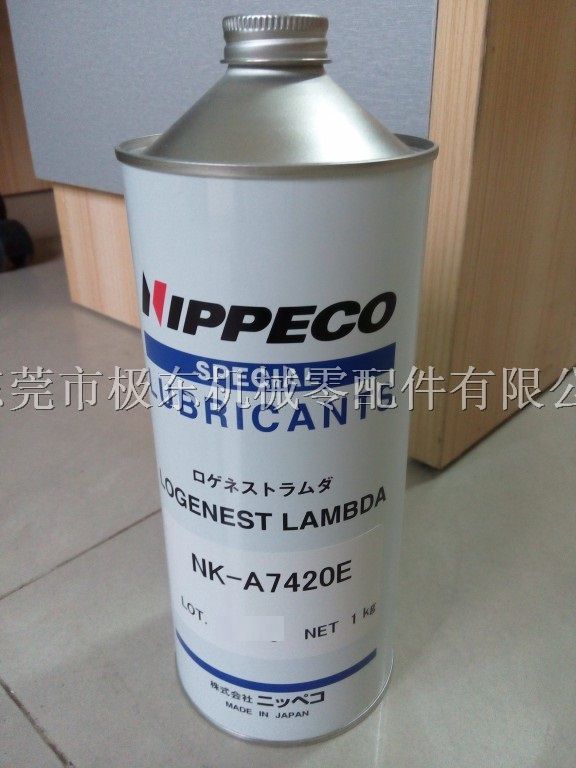 NIPPECO
SPECIAL
东莞市极东机械零配件有限公
LUBRICANTS
ロゲネストラムダ
LOGENEST LAMBDA
NK-A7420E
LOT.
NET 1 kg
株式会社 ニッペコ
MADE IN JAPAN